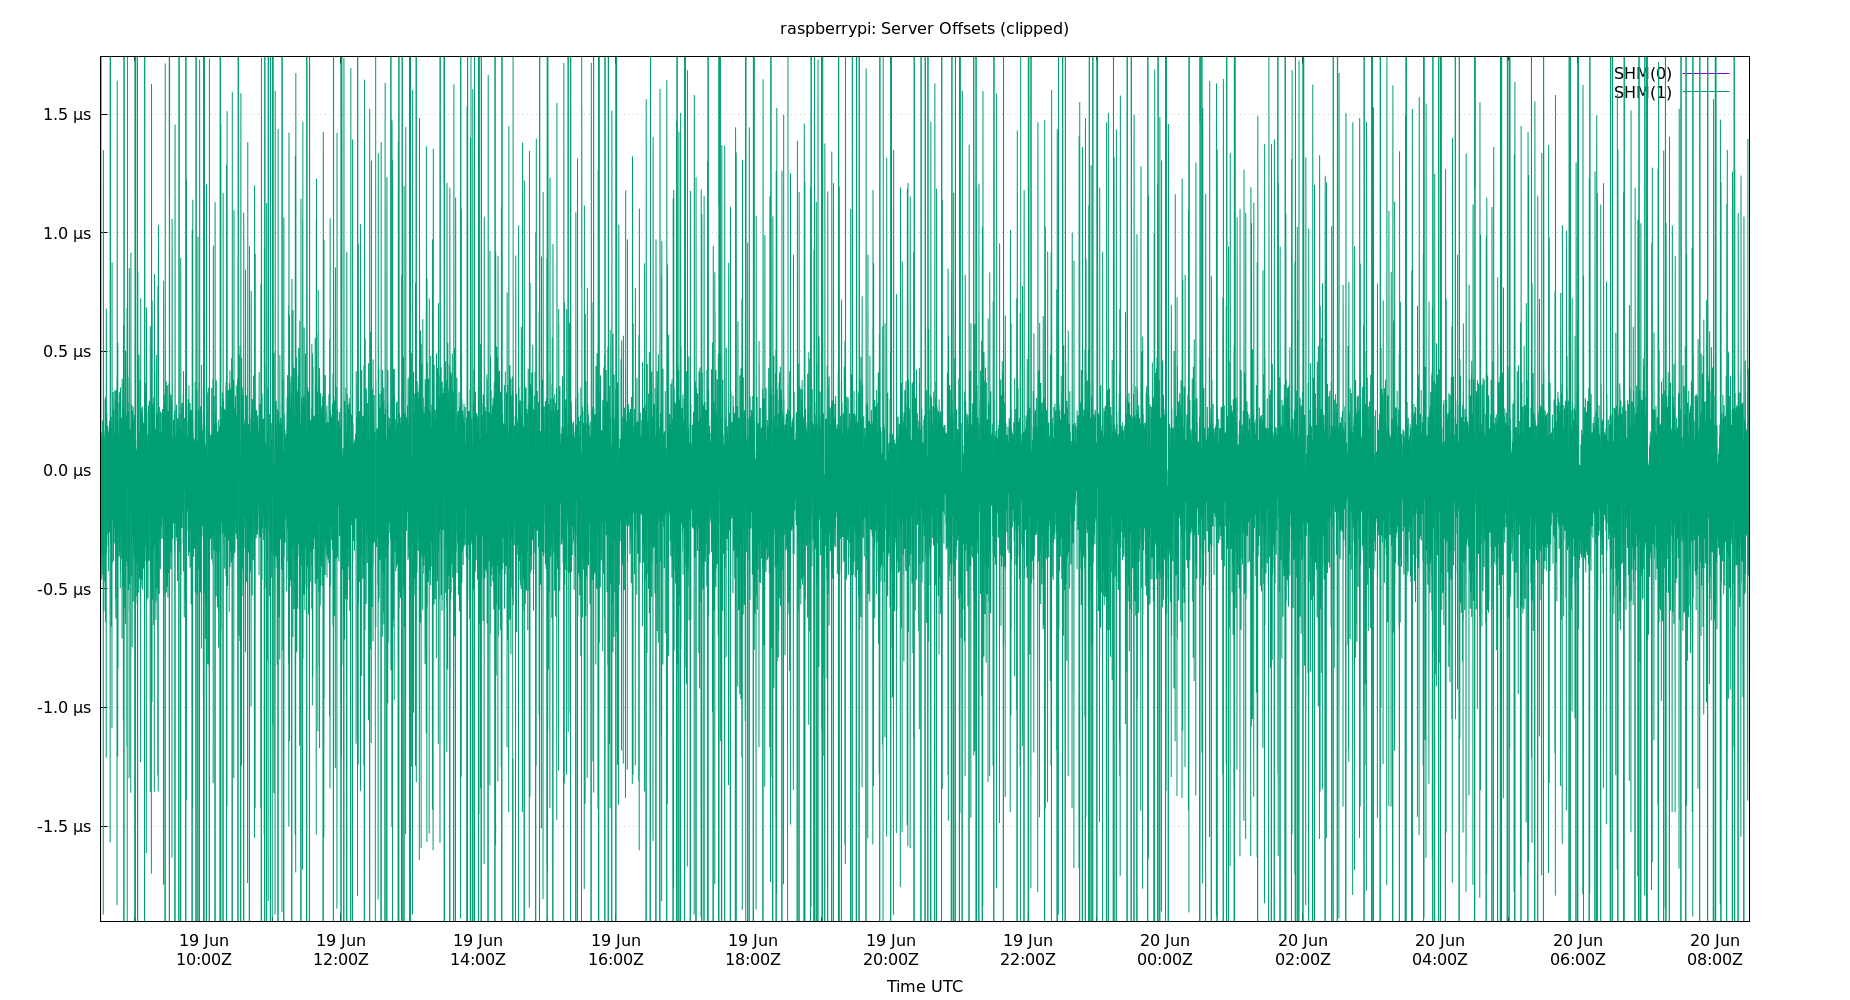 raspberrypi: Server Offsets (clipped)
SHM(0)
SHM(1)
1.5 µs
1.0 µs
0.5 µs
0.0 µs
-0.5 µs
-1.0 µs
-1.5 µs
19 Jun 19 Jun 19 Jun 19 Jun 19 Jun 19 Jun 19 Jun 20 Jun 20 Jun 20 Jun 20 Jun 20 Jun
10:00Z 12:00Z 14:00Z 16:00Z 18:00Z 20:00Z 22:00Z 00:00Z 02:00Z 04:00Z 06:00Z 08:00Z
Time UTC